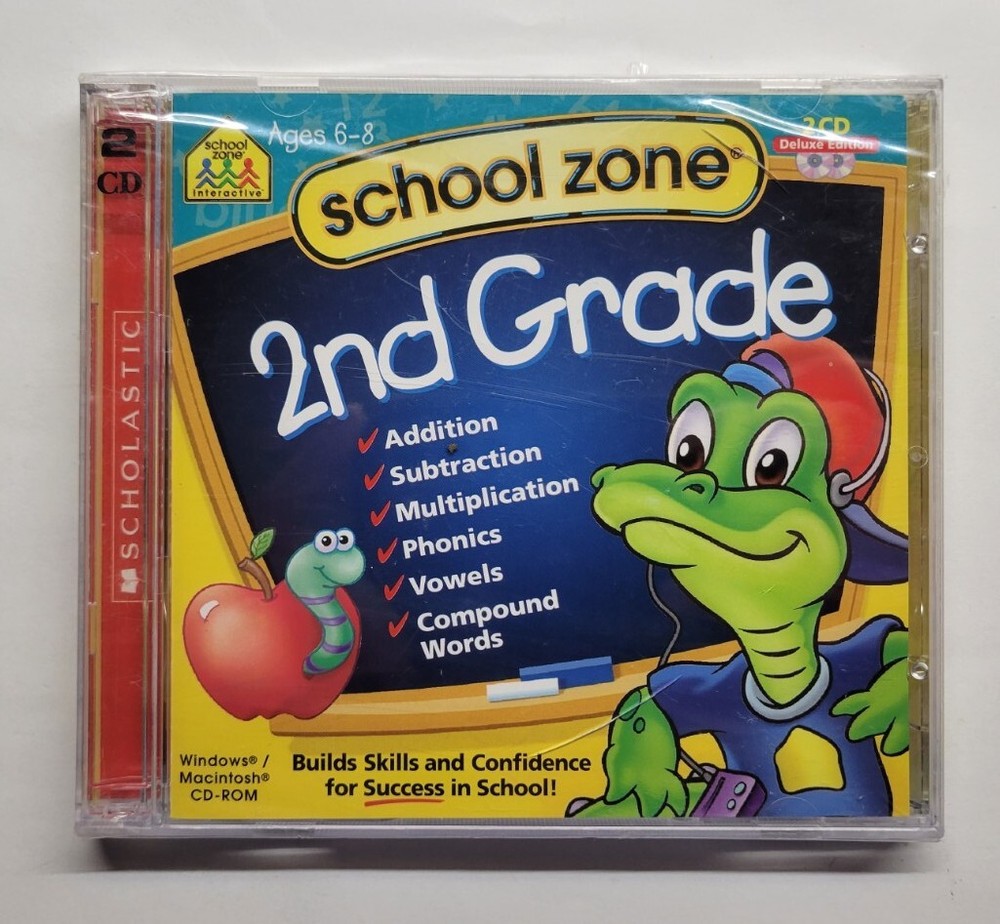 2
CD
SCHOLASTIC
school
zone®
interactive™
Ages 6-8
2CD
Deluxe Edition
school zone®
2nd Grade
Addition
Subtraction
Multiplication
Phonics
Vowels
Compound
Words
Windows® /
Macintosh®
CD-ROM
Builds Skills and Confidence
for Success in School!